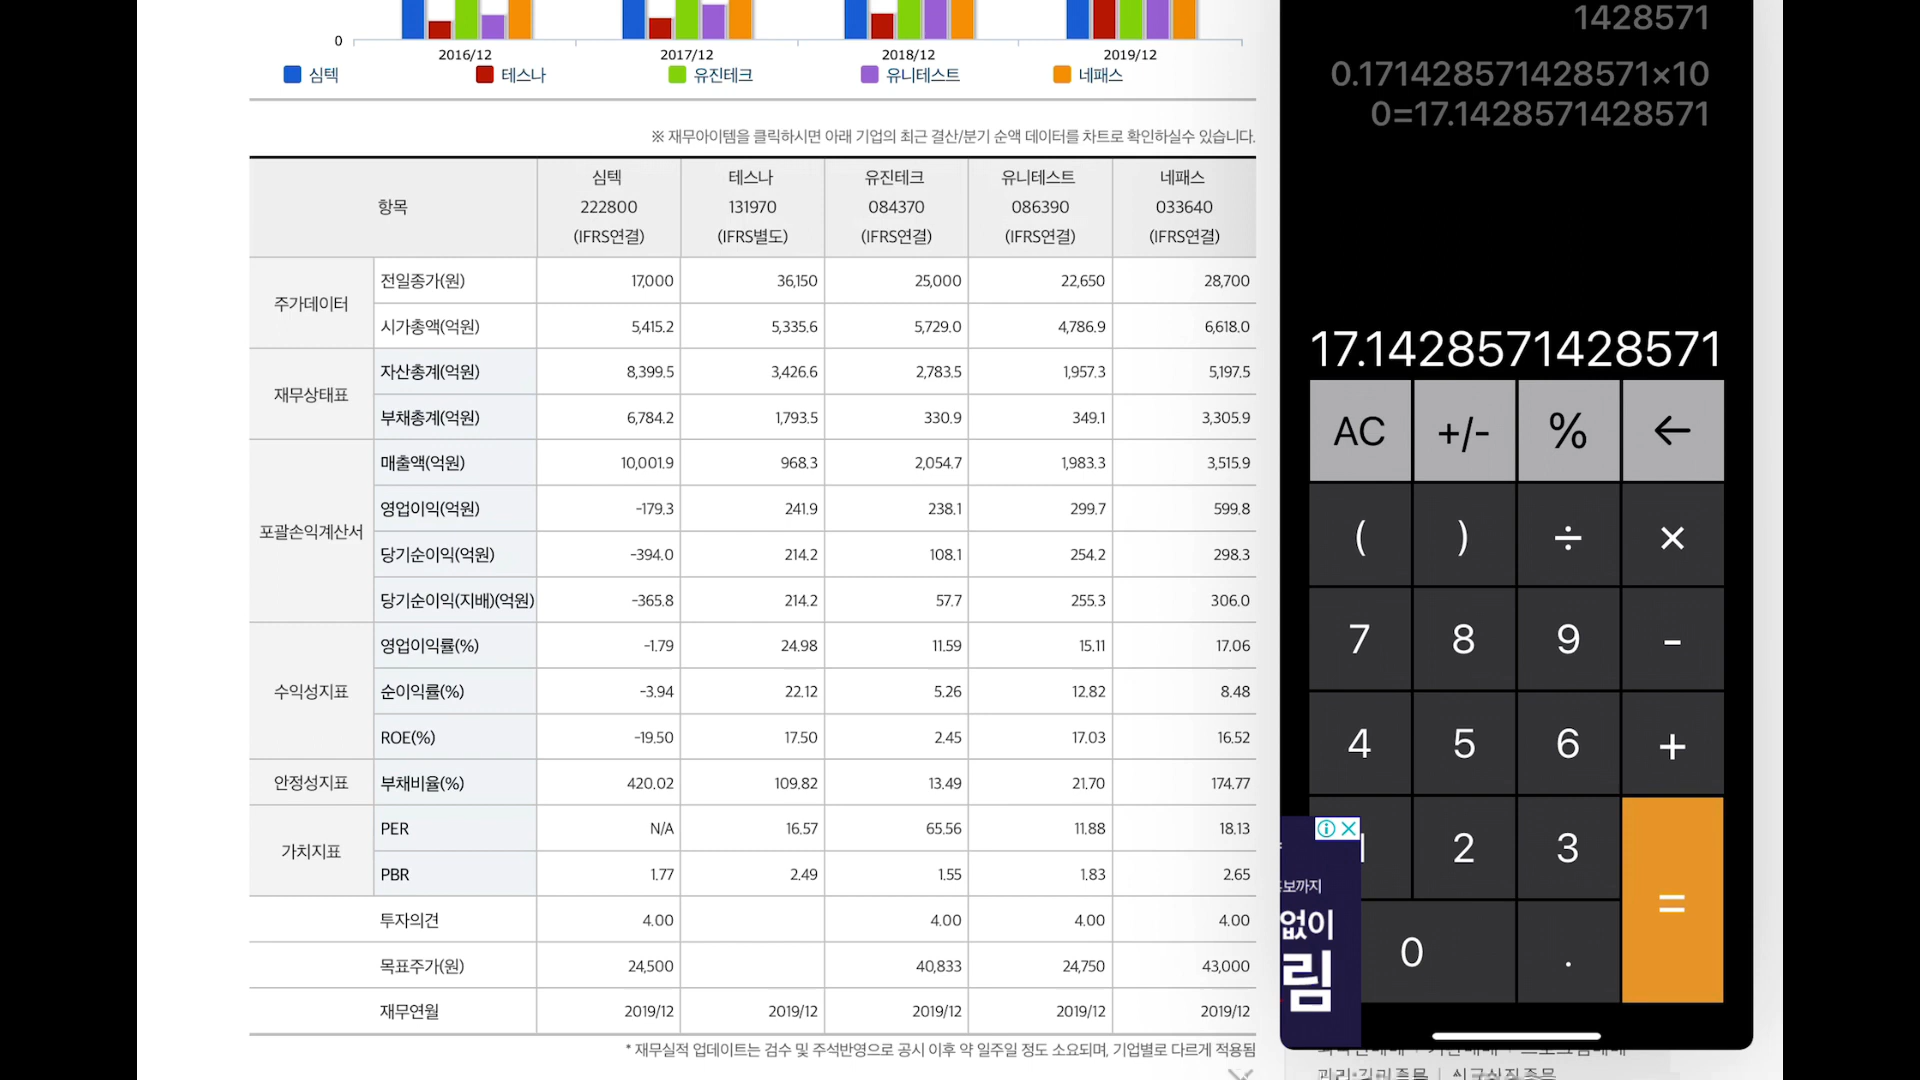 0
2016/12 2017/12 2018/12 2019/12
심텍 테스나 유진테크 유니테스트 네패스
※ 재무아이템을 클릭하시면 아래 기업의 최근 결산/분기 순액 데이터를 차트로 확인하실수 있습니다.
항목 심텍 222800 (IFRS연결) 테스나 131970 (IFRS별도) 유진테크 084370 (IFRS연결) 유니테스트 086390 (IFRS연결) 네패스 033640 (IFRS연결)
주가데이터
전일종가(원) 17,000 36,150 25,000 22,650 28,700
시가총액(억원) 5,415.2 5,335.6 5,729.0 4,786.9 6,618.0
재무상태표
자산총계(억원) 8,399.5 3,426.6 2,783.5 1,957.3 5,197.5
부채총계(억원) 6,784.2 1,793.5 330.9 349.1 3,305.9
포괄손익계산서
매출액(억원) 10,001.9 968.3 2,054.7 1,983.3 3,515.9
영업이익(억원) -179.3 241.9 238.1 299.7 599.8
당기순이익(억원) -394.0 214.2 108.1 254.2 298.3
당기순이익(지배)(억원) -365.8 214.2 57.7 255.3 306.0
수익성지표
영업이익률(%) -1.79 24.98 11.59 15.11 17.06
순이익률(%) -3.94 22.12 5.26 12.82 8.48
ROE(%) -19.50 17.50 2.45 17.03 16.52
안정성지표
부채비율(%) 420.02 109.82 13.49 21.70 174.77
가치지표
PER N/A 16.57 65.56 11.88 18.13
PBR 1.77 2.49 1.55 1.83 2.65
투자의견 4.00 4.00 4.00 4.00
목표주가(원) 24,500 40,833 24,750 43,000
재무연월 2019/12 2019/12 2019/12 2019/12 2019/12
* 재무실적 업데이트는 검수 및 주석반영으로 공시 이후 약 일주일 정도 소요되며, 기업별로 다르게 적용됨
1428571
0.171428571428571×10
0=17.1428571428571
17.1428571428571
AC +/- % ←
( ) ÷ ×
7 8 9 -
4 5 6 +
2 3 =
0 .
보까지
없이
림